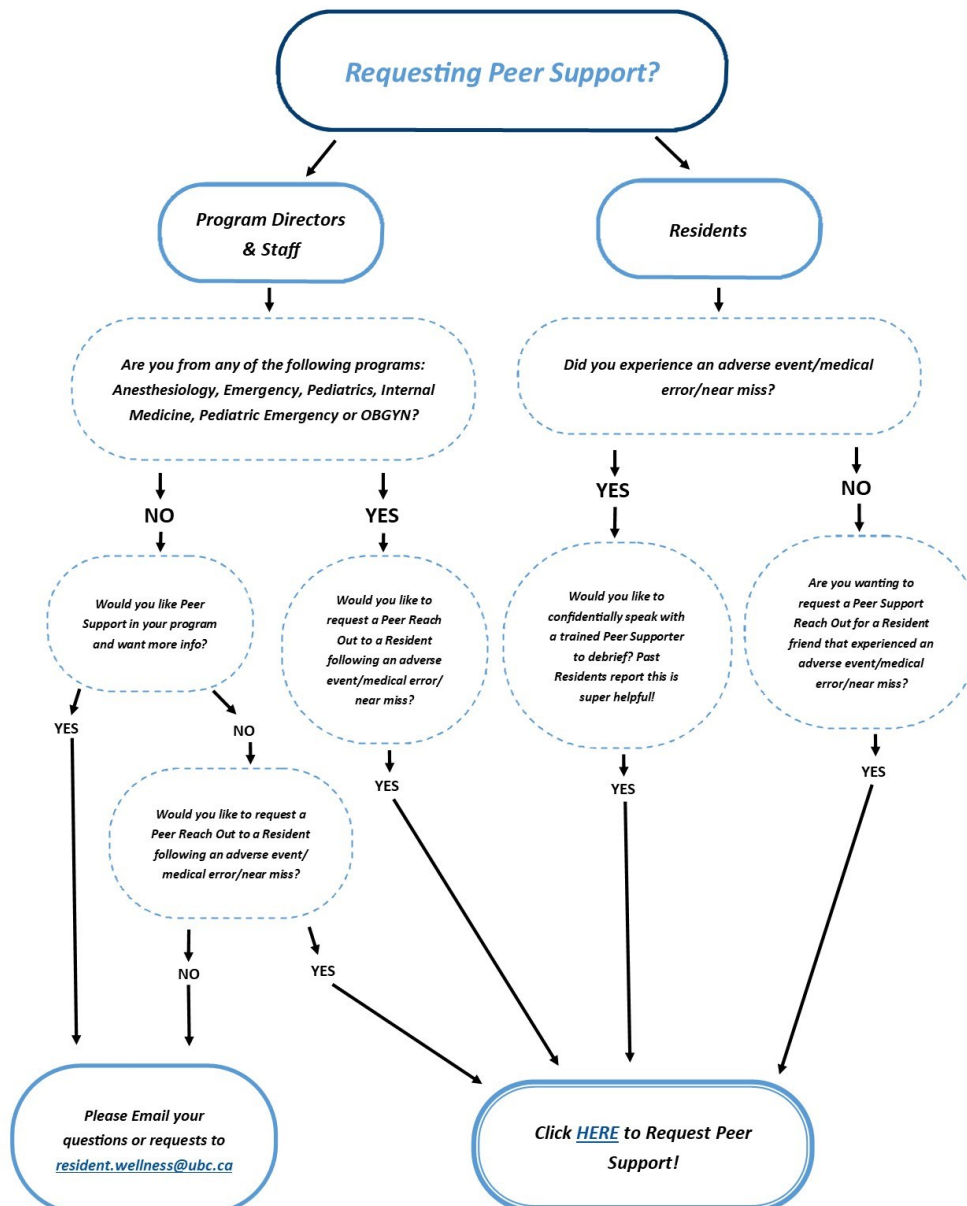 Requesting Peer Support?
Program Directors
& Staff
Residents
Are you from any of the following programs:
Anesthesiology, Emergency, Pediatrics, Internal
Medicine, Pediatric Emergency or OBGYN?
Did you experience an adverse event/medical
error/near miss?
NO
YES
YES
NO
Would you like Peer
Support in your program
and want more info?
Would you like to
request a Peer Reach
Out to a Resident
following an adverse
event/medical error/
near miss?
Would you like to
confidentially speak with
a trained Peer Supporter
to debrief? Past
Residents report this is
super helpful!
Are you wanting to
request a Peer Support
Reach Out for a Resident
friend that experienced an
adverse event/medical
error/near miss?
YES
NO
YES
YES
YES
Would you like to request a
Peer Reach Out to a Resident
following an adverse event/
medical error/near miss?
NO
YES
Please Email your
questions or requests to
resident.wellness@ubc.ca
Click HERE to Request Peer
Support!